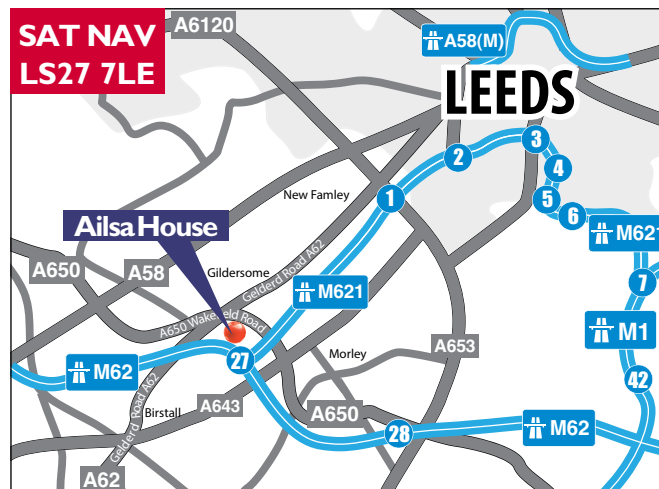 SAT NAV
LS27 7LE
A6120
A58(M)
LEEDS
3
2
4
1
5
6
New Famley
M621
Ailsa House
A650
A58
Gildersome
Gelderd Road A62
M621
7
A650 Wakefield Road
M1
27
Morley
A653
M62
42
Gelderd Road A62
Birstall
A643
A650
28
M62
A62